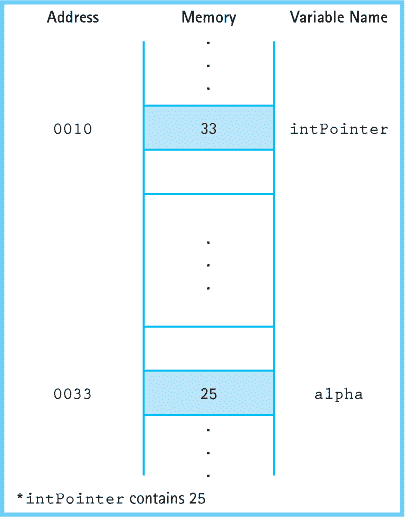 Address Memory Variable Name
0010 33 intPointer
0033 25 alpha
*intPointer contains 25